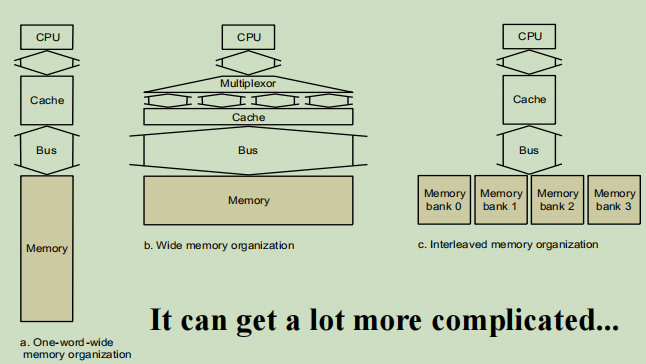 CPU
Cache
Bus
Memory
a. One-word-wide
memory organization
CPU
Multiplexor
Cache
Bus
Memory
b. Wide memory organization
CPU
Cache
Bus
Memory
bank 0
Memory
bank 1
Memory
bank 2
Memory
bank 3
c. Interleaved memory organization
It can get a lot more complicated...